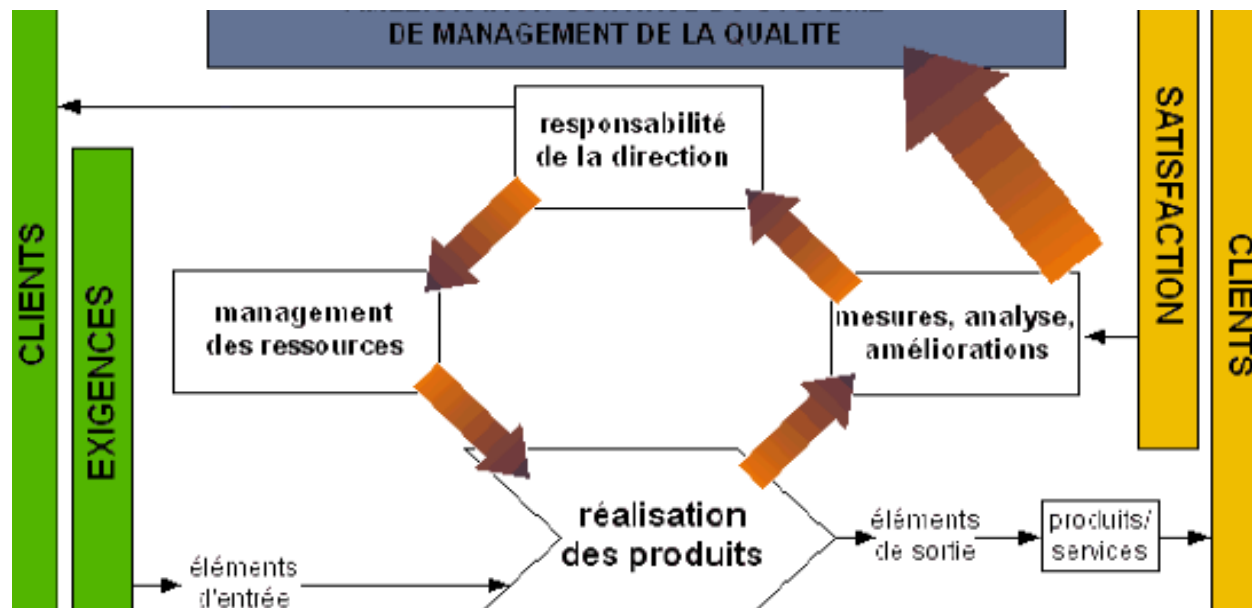 DE MANAGEMENT DE LA QUALITE
responsabilité
de la direction
CLIENTS
EXIGENCES
management
des ressources
mesures, analyse,
améliorations
SATISFACTION
CLIENTS
réalisation
des produits
éléments
d'entrée
éléments
de sortie
produits/
services